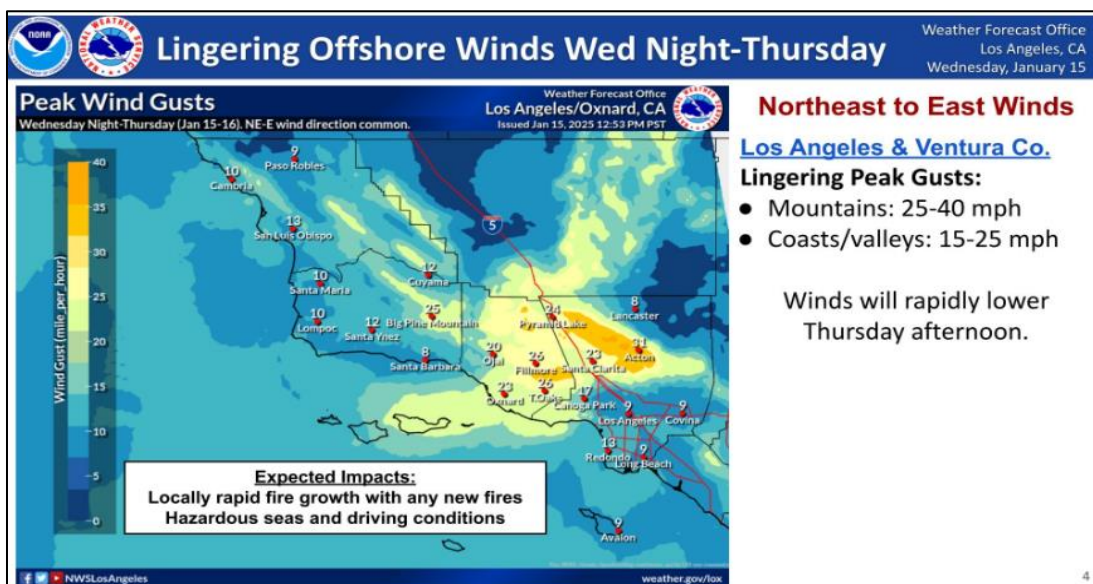 Lingering Offshore Winds Wed Night-Thursday
Weather Forecast Office
Los Angeles, CA
Wednesday, January 15
NOAA
NATIONAL WEATHER SERVICE
Peak Wind Gusts
Wednesday Night-Thursday (Jan 15-16). NE-E wind direction common.
Weather Forecast Office
Los Angeles/Oxnard, CA
Issued Jan 15, 2025 12:53 PM PST
Wind Gust (mile_per_hour)
40
35
30
25
20
15
10
5
0
9
Paso Robles
10
Cambria
13
San Luis Obispo
5
10
Santa Maria
12
Cuyama
10
Lompoc
12
Santa Ynez
25
Big Pine Mountain
24
Pyramid Lake
8
Lancaster
8
Santa Barbara
20
Ojai
26
Fillmore
23
Santa Clarita
31
Acton
23
Oxnard
26
T.Oaks
17
Canoga Park
9
Los Angeles
9
Covina
13
Redondo
9
Long Beach
9
Avalon
Expected Impacts:
Locally rapid fire growth with any new fires
Hazardous seas and driving conditions
NWSLosAngeles
weather.gov/lox
Northeast to East Winds
Los Angeles & Ventura Co.
Lingering Peak Gusts:
● Mountains: 25-40 mph
● Coasts/valleys: 15-25 mph
Winds will rapidly lower
Thursday afternoon.
4